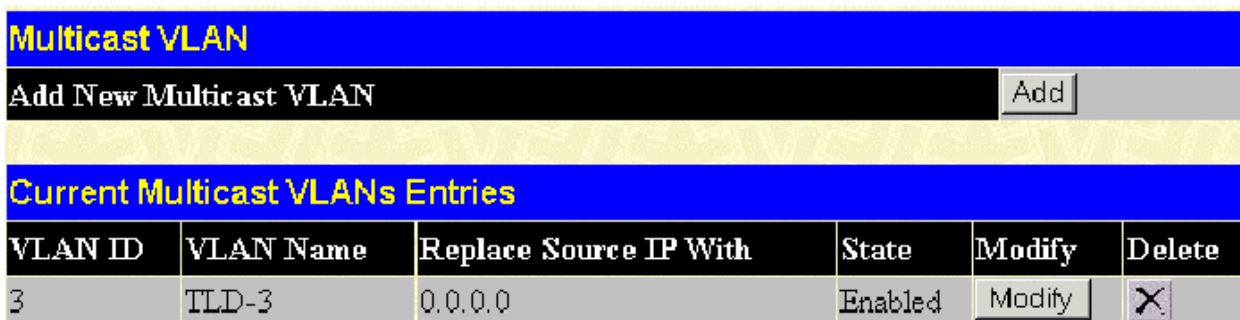 Multicast VLAN
Add New Multicast VLAN Add
Current Multicast VLANs Entries
VLAN ID VLAN Name Replace Source IP With State Modify Delete
3 TLD-3 0.0.0.0 Enabled Modify X